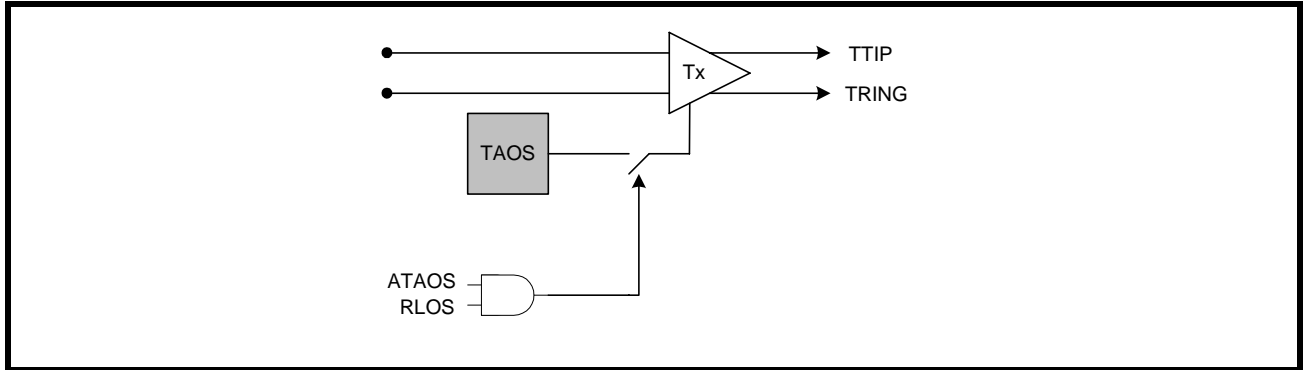 Tx
TTIP
TRING
TAOS
ATAOS
RLOS